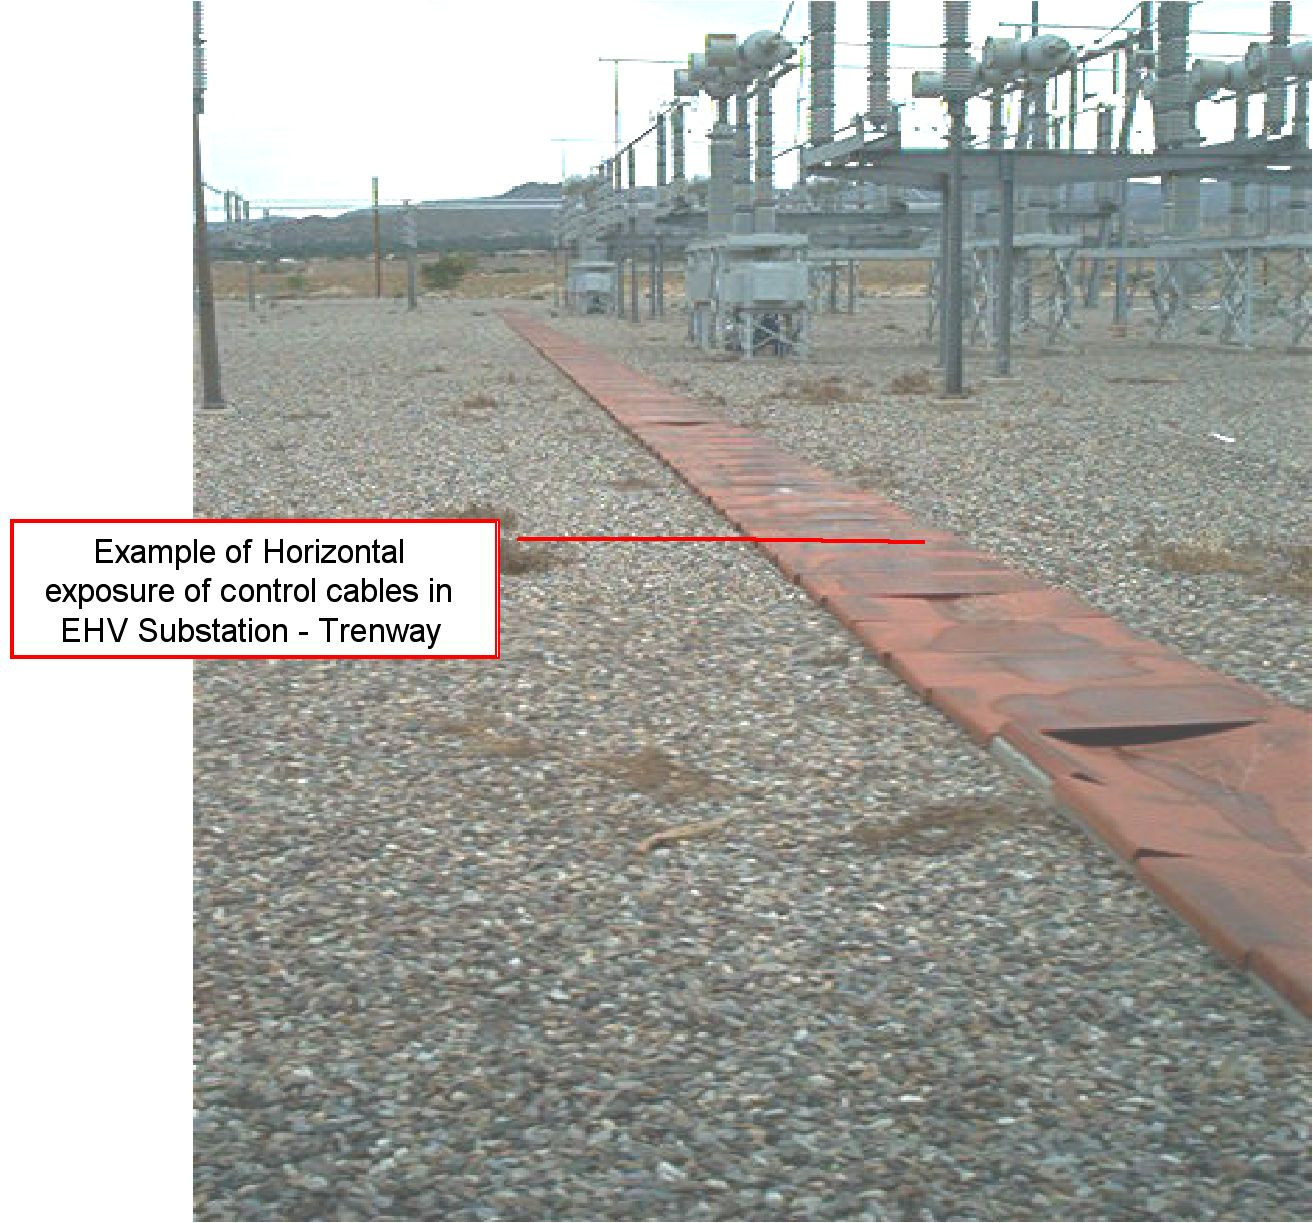 Example of Horizontal
exposure of control cables in
EHV Substation - Trenway